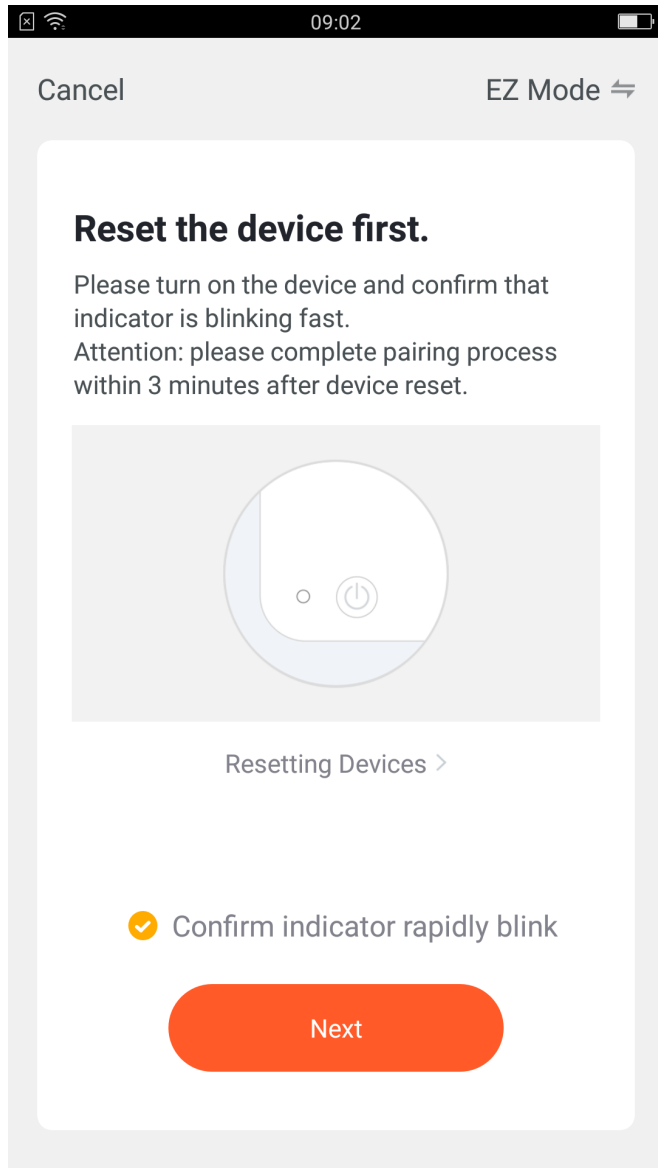 09:02
Cancel
EZ Mode
Reset the device first.
Please turn on the device and confirm that
indicator is blinking fast.
Attention: please complete pairing process
within 3 minutes after device reset.
Resetting Devices
Confirm indicator rapidly blink
Next